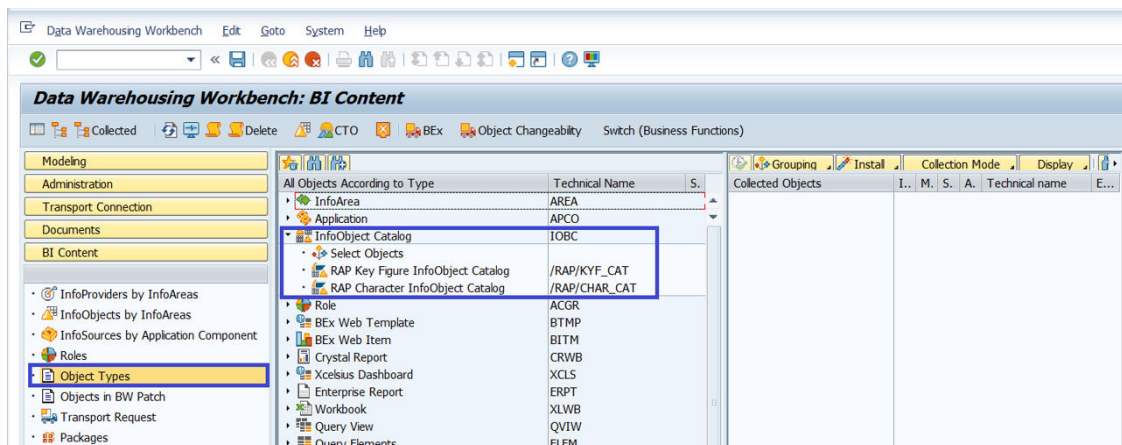 Data Warehousing Workbench Edit Goto System Help
Data Warehousing Workbench: BI Content
Collected Delete CTO BEx Object Changeability Switch (Business Functions)
Modeling
Administration
Transport Connection
Documents
BI Content
InfoProviders by InfoAreas
InfoObjects by InfoAreas
InfoSources by Application Component
Roles
Object Types
Objects in BW Patch
Transport Request
Packages
All Objects According to Type Technical Name S.
InfoArea AREA
Application APCO
InfoObject Catalog IOBC
Select Objects
RAP Key Figure InfoObject Catalog /RAP/KYF_CAT
RAP Character InfoObject Catalog /RAP/CHAR_CAT
Role ACGR
BEx Web Template BTMP
BEx Web Item BITM
Crystal Report CRWB
Xcelsius Dashboard XCLS
Enterprise Report ERPT
Workbook XLWB
Query View QVIW
Query Elements ELEM
Grouping Install Collection Mode Display
Collected Objects I.. M. S. A. Technical name E...